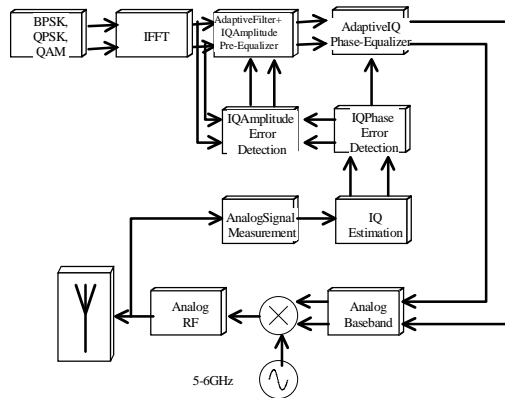 BPSK,
QPSK,
QAM
IFFT
AdaptiveFilter+
IQAmplitude
Pre-Equalizer
AdaptiveIQ
Phase-Equalizer
IQAmplitude
Error
Detection
IQPhase
Error
Detection
AnalogSignal
Measurement
IQ
Estimation
Analog
RF
Analog
Baseband
5-6GHz